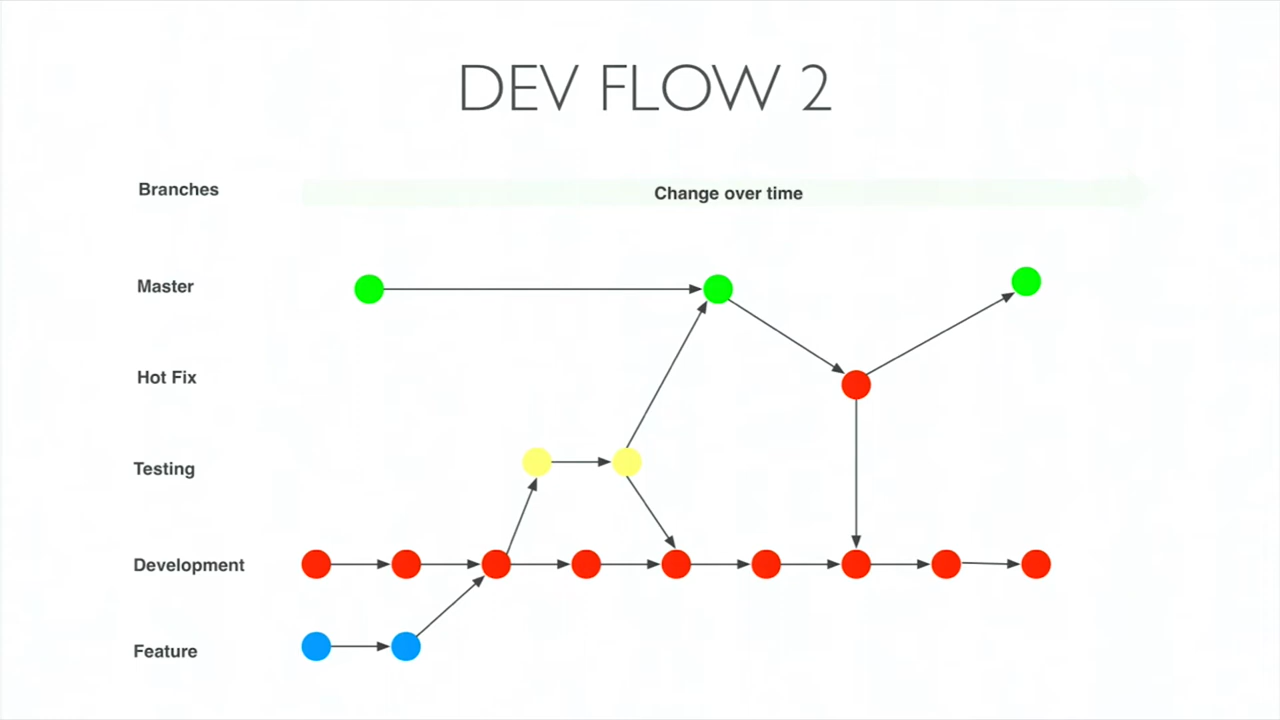 DEV FLOW 2
Branches
Change over time
Master
Hot Fix
Testing
Development
Feature